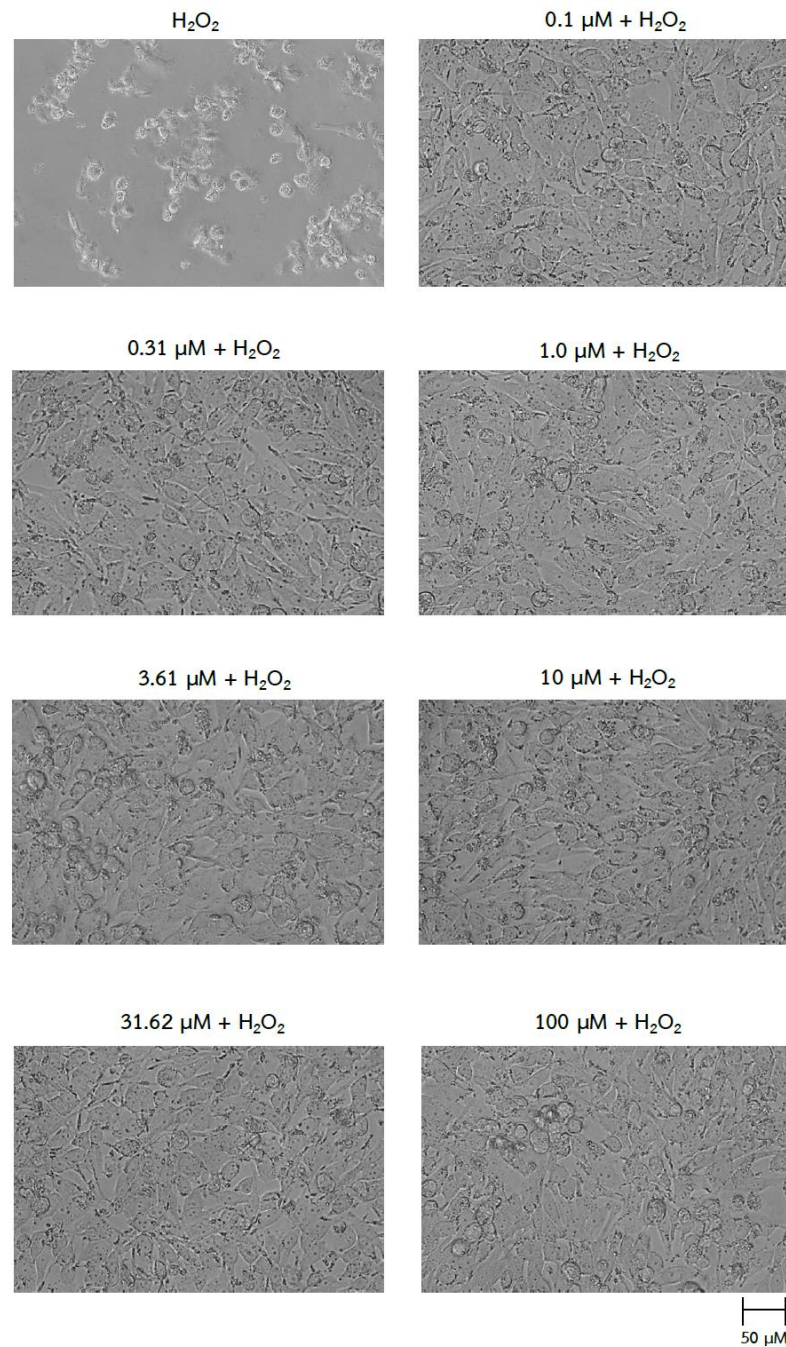 H₂O₂
0.1 µM + H₂O₂
0.31 µM + H₂O₂
1.0 µM + H₂O₂
3.61 µM + H₂O₂
10 µM + H₂O₂
31.62 µM + H₂O₂
100 µM + H₂O₂
50 µM